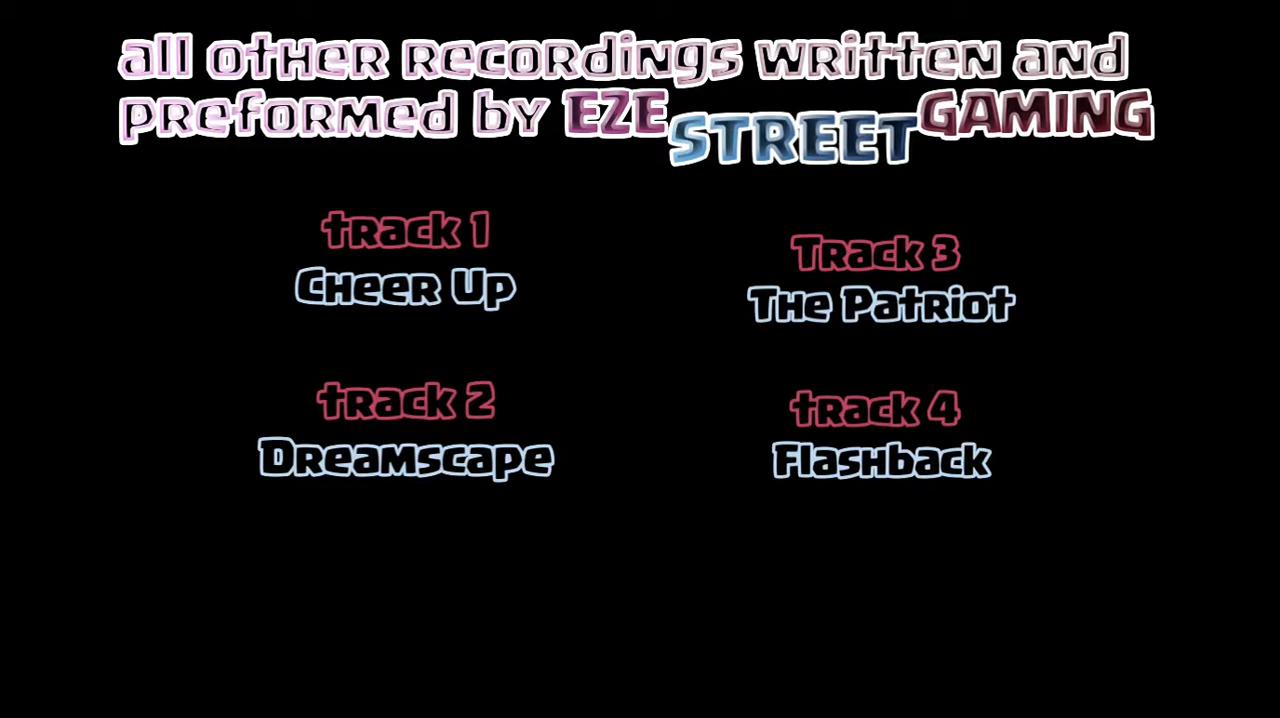 all other recordings written and
preformed by EZE STREET GAMING
track 1
Cheer Up
track 2
Dreamscape
Track 3
The Patriot
track 4
Flashback